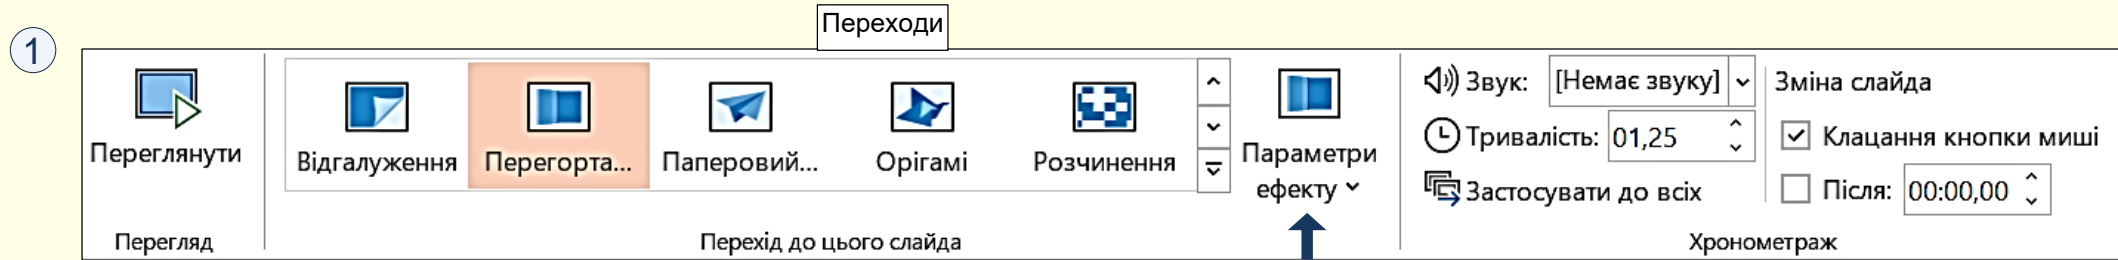 Переходи
1
Переглянути
Перегляд
Відгалуження
Перегорта...
Паперовий...
Орігамі
Розчинення
Перехід до цього слайда
Параметри
ефекту
Звук: [Немає звуку]
Тривалість: 01,25
Застосувати до всіх
Зміна слайда
Клацання кнопки миші
Після: 00:00,00
Хронометраж